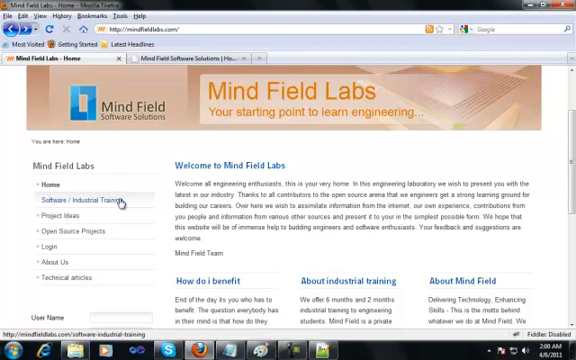 Mind Field Labs - Home - Mozilla Firefox
File Edit View History Bookmarks Tools Help
http://mindfieldlabs.com/
Google
Most Visited Getting Started Latest Headlines
Mind Field Labs - Home
Mind Field Software Solutions | Ho...
Mind Field
Software Solutions
Mind Field Labs
Your starting point to learn engineering...
You are here: Home
Mind Field Labs
Home
Software / Industrial Training
Project Ideas
Open Source Projects
Login
About Us
Technical articles
User Name
Welcome to Mind Field Labs
Welcome all engineering enthusiasts, this is your very home. In this engineering laboratory we wish to present you with the
latest in our industry. Thanks to all contributors to the open source arena that we engineers get a strong ground for
building our careers. Over here we wish to assimilate information from the internet, our own experience, contributions from
you people and information from various other sources and present it to your in the simplest possible form. We hope that
this website will be of immense help to budding engineers and software enthusiasts. Your feedback and suggestions are
welcome.
Mind Field Team
How do i benefit
End of the day its you who has to
benefit. The question everybody has
in their mind is that how do they
About industrial training
We offer 6 months and 2 months
industrial training to engineering
students. Mind Field is a private
About Mind Field
Delivering Technology, Enhancing
Skills - This is the motto behind
whatever we do at Mind Field. Mind
http://mindfieldlabs.com/software-industrial-training
Fiddler: Disabled
2:00 AM
4/6/2011